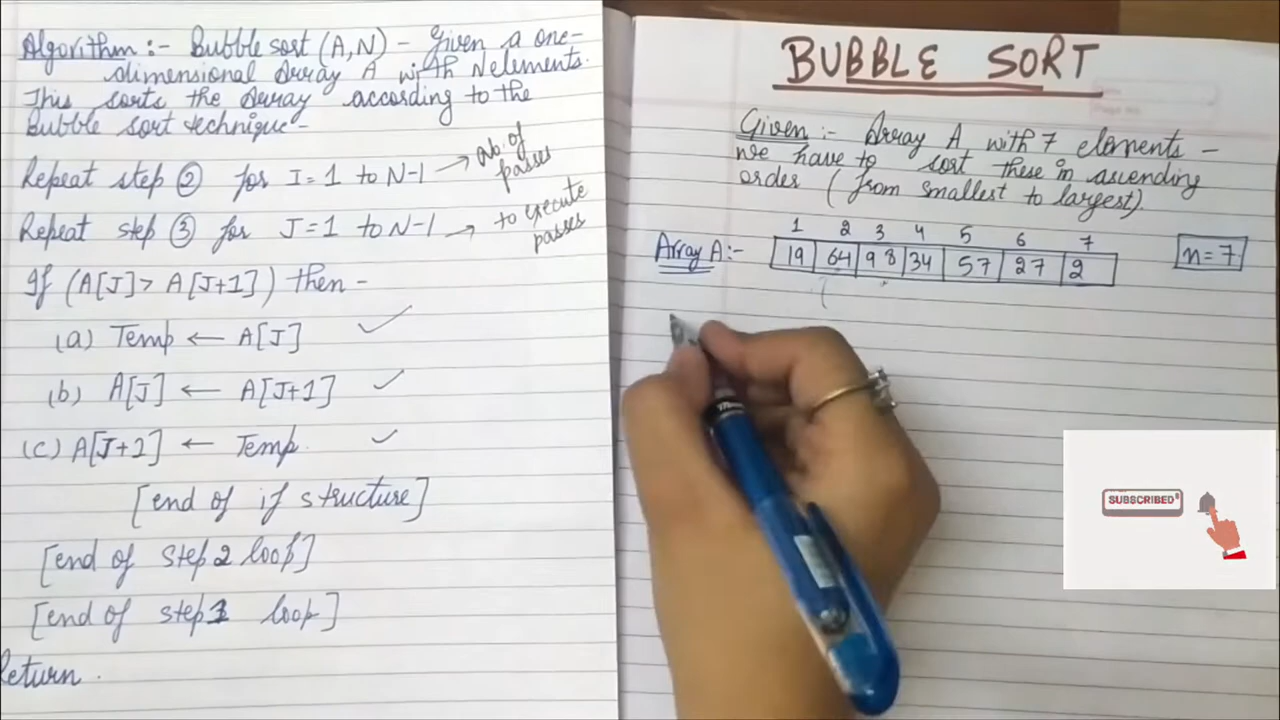 Algorithm :- Bubble sort (A,N) - Given a one-
dimensional Array A with N elements.
This sorts the Array according to the
Bubble sort technique-
Repeat step ② for I = 1 to N-1 → No. of
passes
Repeat step ③ for J = 1 to N-1 → to execute
passes
If (A[J] > A[J+1]) then -
(a) Temp ← A[J] ✓
(b) A[J] ← A[J+1] ✓
(c) A[J+1] ← Temp. ✓
[end of if structure]
[end of step 2 loop]
[end of step 1 loop]
Return.
BUBBLE SORT
Given :- Array A, with 7 elements -
we have to sort these in ascending
order (from smallest to largest).
1 2 3 4 5 6 7
Array A:- 19 64 98 34 57 27 2 n=7
SUBSCRIBED